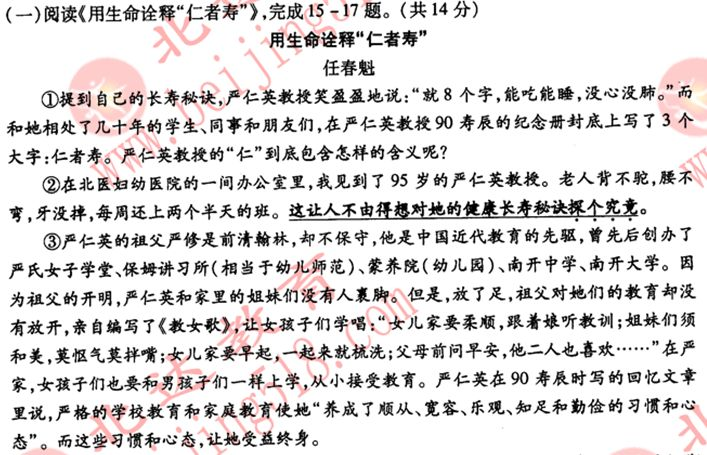 (一)阅读《用生命诠释“仁者寿”》,完成15-17题。(共14分)
用生命诠释“仁者寿”
任春魁
①提到自己的长寿秘诀,严仁英教授笑盈盈地说:“就8个字,能吃能睡,没心没肺。”而
和她相处了几十年的学生、同事和朋友们,在严仁英教授90寿辰的纪念册封底上写了3个
大字:仁者寿。严仁英教授的“仁”到底包含怎样的含义呢?
②在北医妇幼医院的一间办公室里,我见到了95岁的严仁英教授。老人背不驼,腰不
弯,牙没掉,每周还上两个半天的班。这让人不由得想对她的健康长寿秘诀探个究竟。
③严仁英的祖父严修是前清翰林,却不保守,他是中国近代教育的先驱,曾先后创办了
严氏女子学堂、保姆讲习所(相当于幼儿师范)、蒙养院(幼儿园)、南开中学、南开大学。因
为祖父的开明,严仁英和家里的姐妹们没有人裹脚。但是,放了足,祖父对她们的教育却没
有放开,亲自编写了《教女歌》,让女孩子们学唱:“女儿家要柔顺,跟着娘听教训;姐妹们须
和美,莫怄气莫拌嘴;女儿家要早起,一起来就梳洗;父母前问早安,他二人也喜欢……”在严
家,女孩子们也要和男孩子们一样上学,从小接受教育。严仁英在90寿辰时写的回忆文章
里说,严格的学校教育和家庭教育使她“养成了顺从、宽容、乐观、知足和勤俭的习惯和心
态”。而这些习惯和心态,让她受益终身。
北达教育
www.beijing518.com